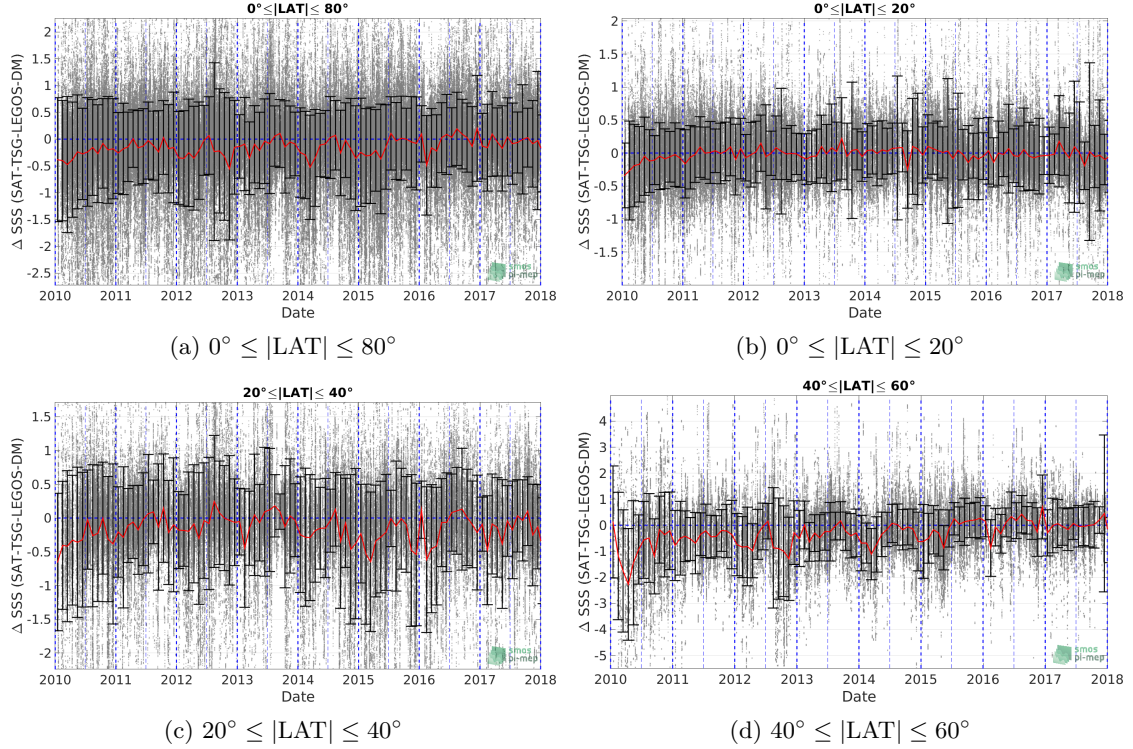 0°≤|LAT|≤ 80°
Δ SSS (SAT-TSG-LEGOS-DM)
2
1.5
1
0.5
0
-0.5
-1
-1.5
-2
-2.5
2010 2011 2012 2013 2014 2015 2016 2017 2018
Date
smos
pi-mep
(a) 0° ≤ |LAT| ≤ 80°
0°≤|LAT|≤ 20°
Δ SSS (SAT-TSG-LEGOS-DM)
2
1.5
1
0.5
0
-0.5
-1
-1.5
2010 2011 2012 2013 2014 2015 2016 2017 2018
Date
smos
pi-mep
(b) 0° ≤ |LAT| ≤ 20°
20°≤|LAT|≤ 40°
Δ SSS (SAT-TSG-LEGOS-DM)
1.5
1
0.5
0
-0.5
-1
-1.5
-2
2010 2011 2012 2013 2014 2015 2016 2017 2018
Date
smos
pi-mep
(c) 20° ≤ |LAT| ≤ 40°
40°≤|LAT|≤ 60°
Δ SSS (SAT-TSG-LEGOS-DM)
4
3
2
1
0
-1
-2
-3
-4
-5
2010 2011 2012 2013 2014 2015 2016 2017 2018
Date
smos
pi-mep
(d) 40° ≤ |LAT| ≤ 60°